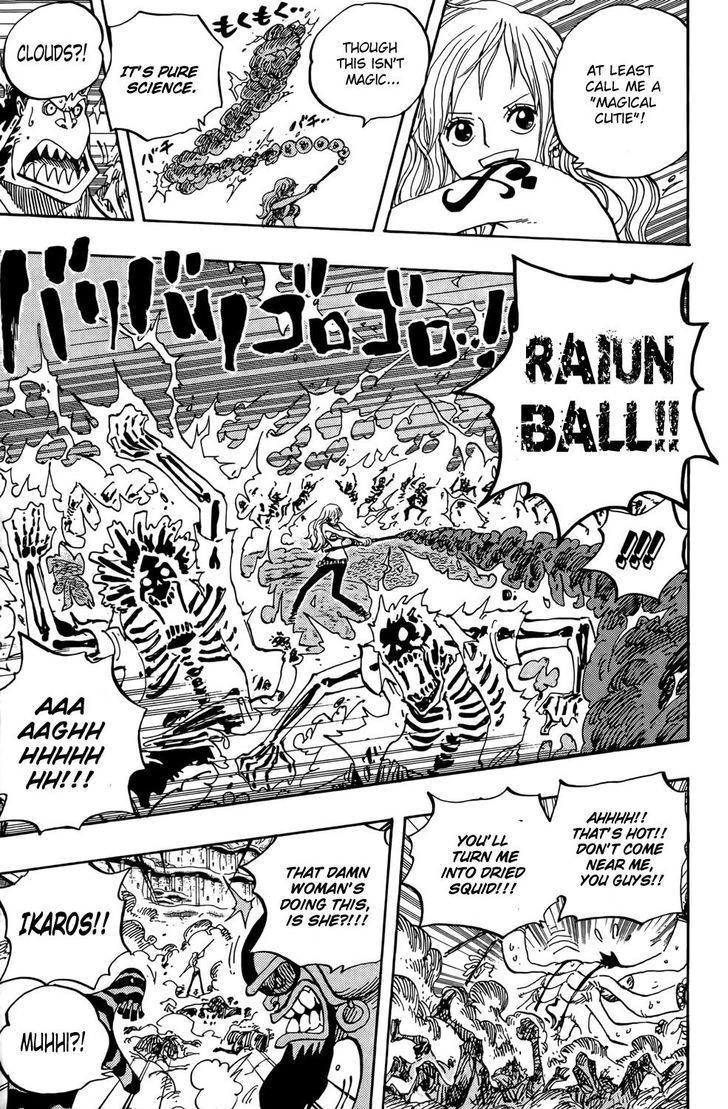 AT LEAST
CALL ME A
"MAGICAL
CUTIE"!
THOUGH
THIS ISN'T
MAGIC...
もくもく‥
バチ
バチ
IT'S PURE
SCIENCE.
CLOUDS?!
RAIUN
BALL!!
!!!
バリバリッ
ゴロゴロ‥!!
AAA
AAGHH
HHHHH
HH!!!
AHHHH!!
THAT'S HOT!!
DON'T COME
NEAR ME,
YOU GUYS!!
YOU'LL
TURN ME
INTO DRIED
SQUID!!!
THAT DAMN
WOMAN'S
DOING THIS,
IS SHE?!!!
IKAROS!!
MUHHI?!